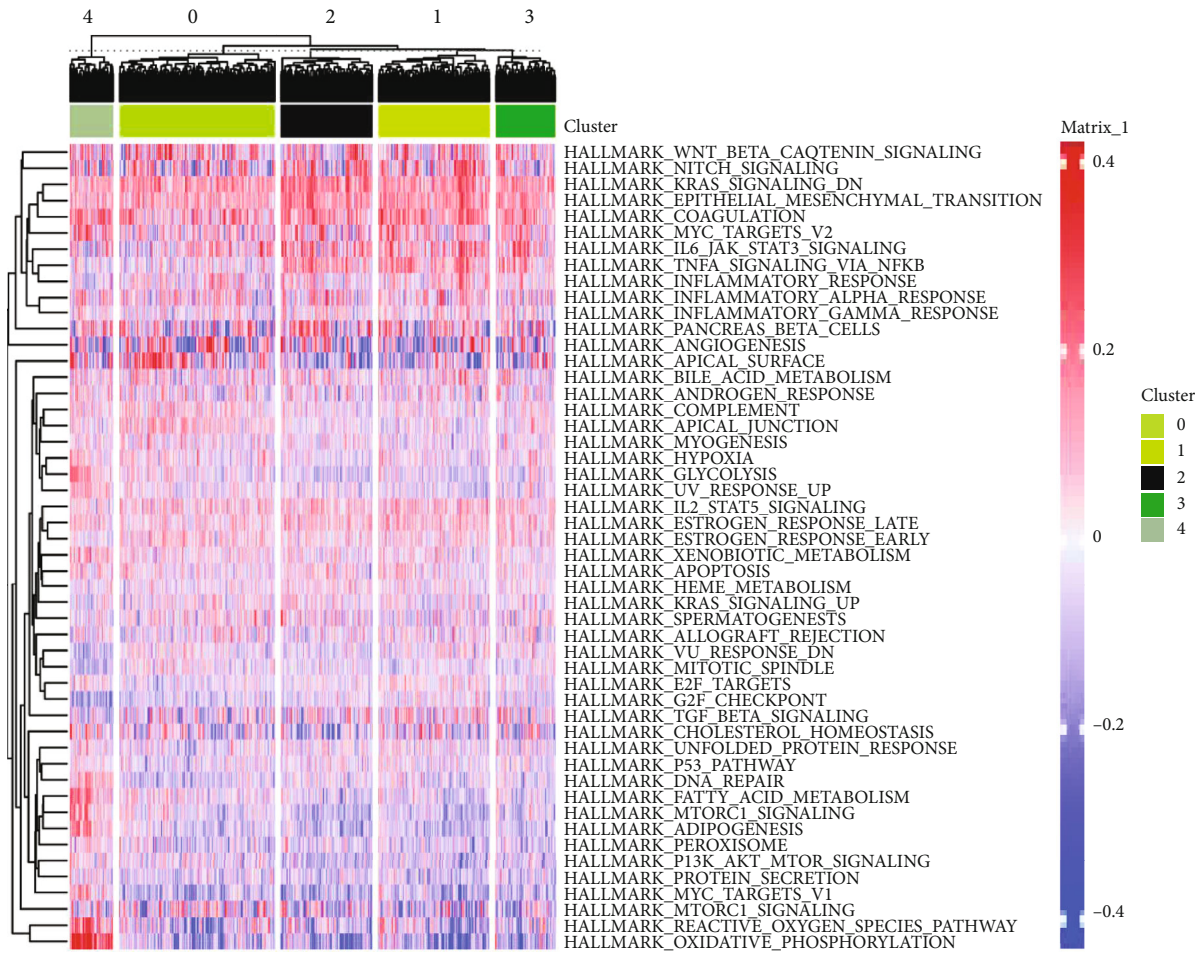 4 0 2 1 3
Cluster
HALLMARK_WNT_BETA_CAQTENIN_SIGNALING
HALLMARK_NITCH_SIGNALING
HALLMARK_KRAS_SIGNALING_DN
HALLMARK_EPITHELIAL_MESENCHYMAL_TRANSITION
HALLMARK_COAGULATION
HALLMARK_MYC_TARGETS_V2
HALLMARK_IL6_JAK_STAT3_SIGNALING
HALLMARK_TNFA_SIGNALING_VIA_NFKB
HALLMARK_INFLAMMATORY_RESPONSE
HALLMARK_INFLAMMATORY_ALPHA_RESPONSE
HALLMARK_INFLAMMATORY_GAMMA_RESPONSE
HALLMARK_PANCREAS_BETA_CELLS
HALLMARK_ANGIOGENESIS
HALLMARK_APICAL_SURFACE
HALLMARK_BILE_ACID_METABOLISM
HALLMARK_ANDROGEN_RESPONSE
HALLMARK_COMPLEMENT
HALLMARK_APICAL_JUNCTION
HALLMARK_MYOGENESIS
HALLMARK_HYPOXIA
HALLMARK_GLYCOLYSIS
HALLMARK_UV_RESPONSE_UP
HALLMARK_IL2_STAT5_SIGNALING
HALLMARK_ESTROGEN_RESPONSE_LATE
HALLMARK_ESTROGEN_RESPONSE_EARLY
HALLMARK_XENOBIOTIC_METABOLISM
HALLMARK_APOPTOSIS
HALLMARK_HEME_METABOLISM
HALLMARK_KRAS_SIGNALING_UP
HALLMARK_SPERMATOGENESTS
HALLMARK_ALLOGRAFT_REJECTION
HALLMARK_VU_RESPONSE_DN
HALLMARK_MITOTIC_SPINDLE
HALLMARK_E2F_TARGETS
HALLMARK_G2F_CHECKPONT
HALLMARK_TGF_BETA_SIGNALING
HALLMARK_CHOLESTEROL_HOMEOSTASIS
HALLMARK_UNFOLDED_PROTEIN_RESPONSE
HALLMARK_P53_PATHWAY
HALLMARK_DNA_REPAIR
HALLMARK_FATTY_ACID_METABOLISM
HALLMARK_MTORC1_SIGNALING
HALLMARK_ADIPOGENESIS
HALLMARK_PEROXISOME
HALLMARK_P13K_AKT_MTOR_SIGNALING
HALLMARK_PROTEIN_SECRETION
HALLMARK_MYC_TARGETS_V1
HALLMARK_MTORC1_SIGNALING
HALLMARK_REACTIVE_OXYGEN_SPECIES_PATHWAY
HALLMARK_OXIDATIVE_PHOSPHORYLATION
Matrix_1
0.4
0.2
0
−0.2
−0.4
Cluster
0
1
2
3
4